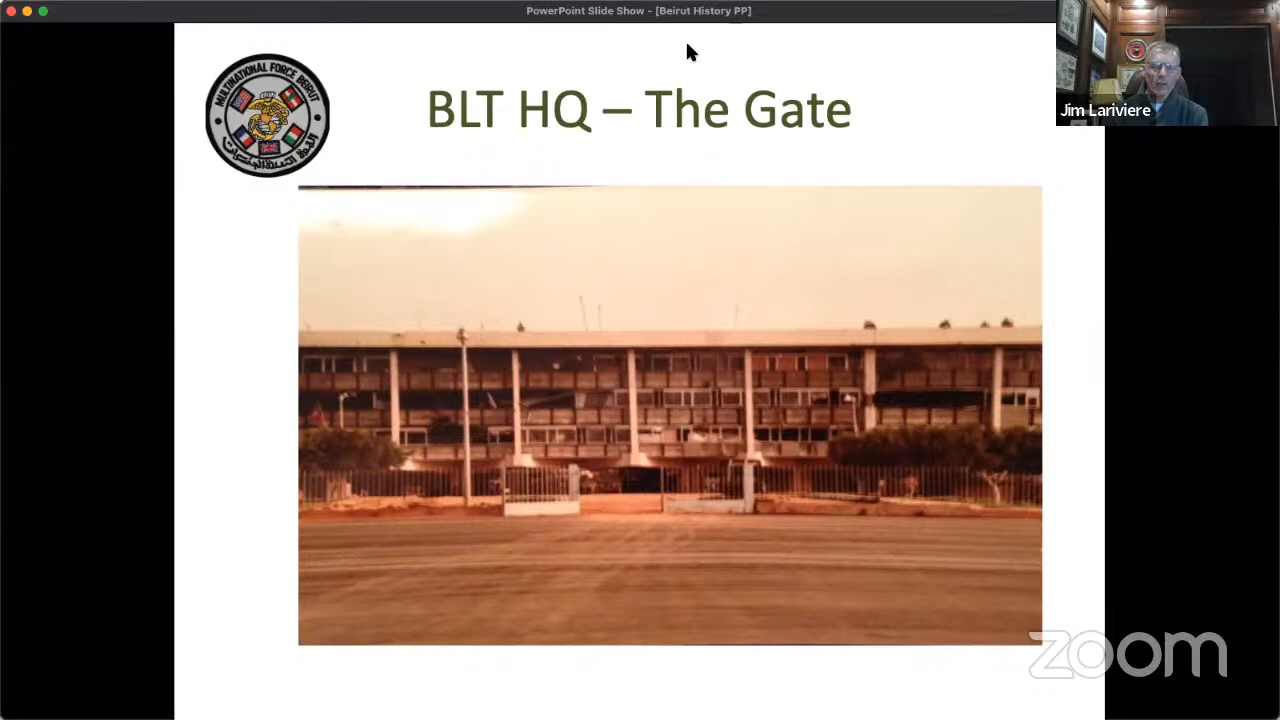 PowerPoint Slide Show - [Beirut History PP]
MULTINATIONAL FORCE BEIRUT
BLT HQ – The Gate
Jim Lariviere
zoom